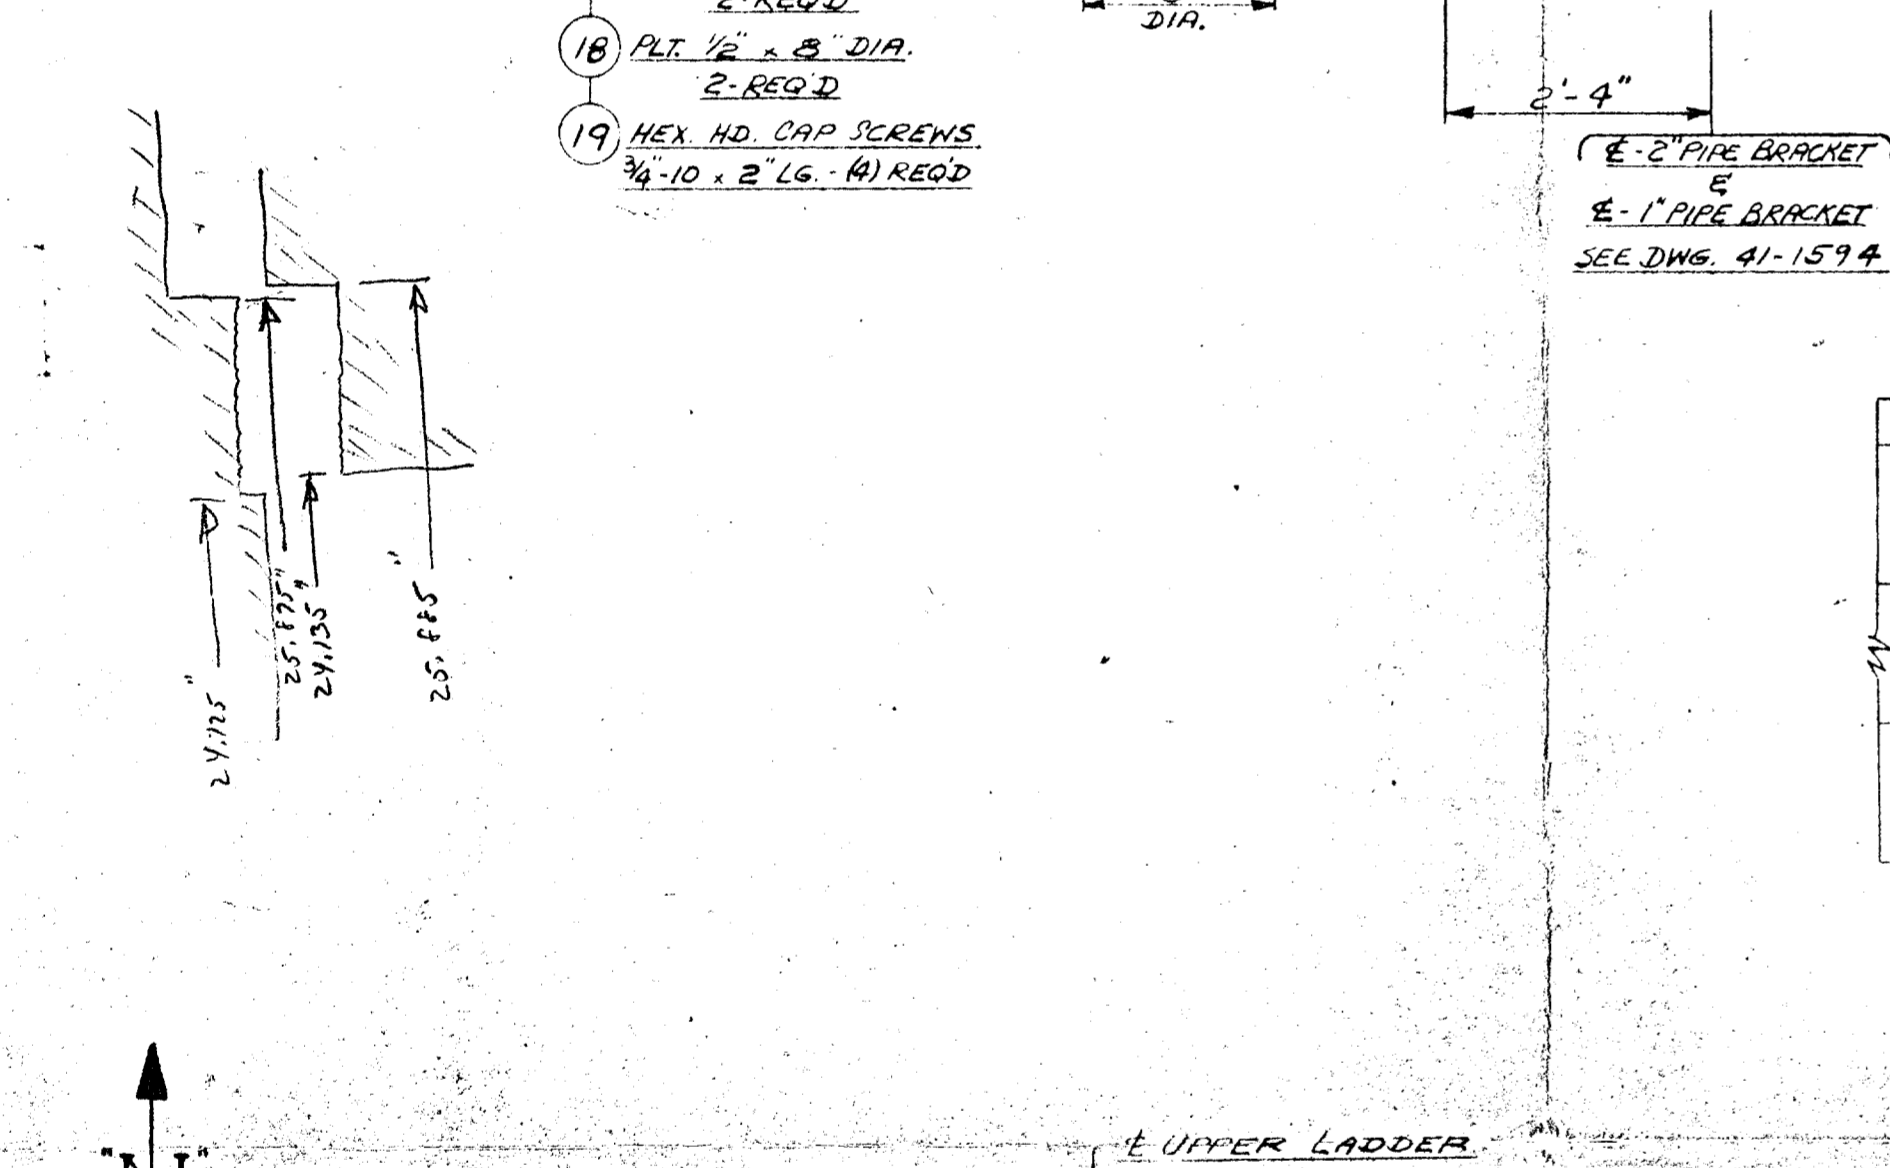 2-REQ'D
DIA.
18 PLT. 1/2" x 8" DIA.
2-REQ'D
19 HEX. HD. CAP SCREWS
3/4"-10 x 2" LG. - (4) REQ'D
2'-4"
℄-2" PIPE BRACKET
&
℄-1" PIPE BRACKET
SEE DWG. 41-1594
24.125"
25.875"
24.135"
25.885"
℄ UPPER LADDER